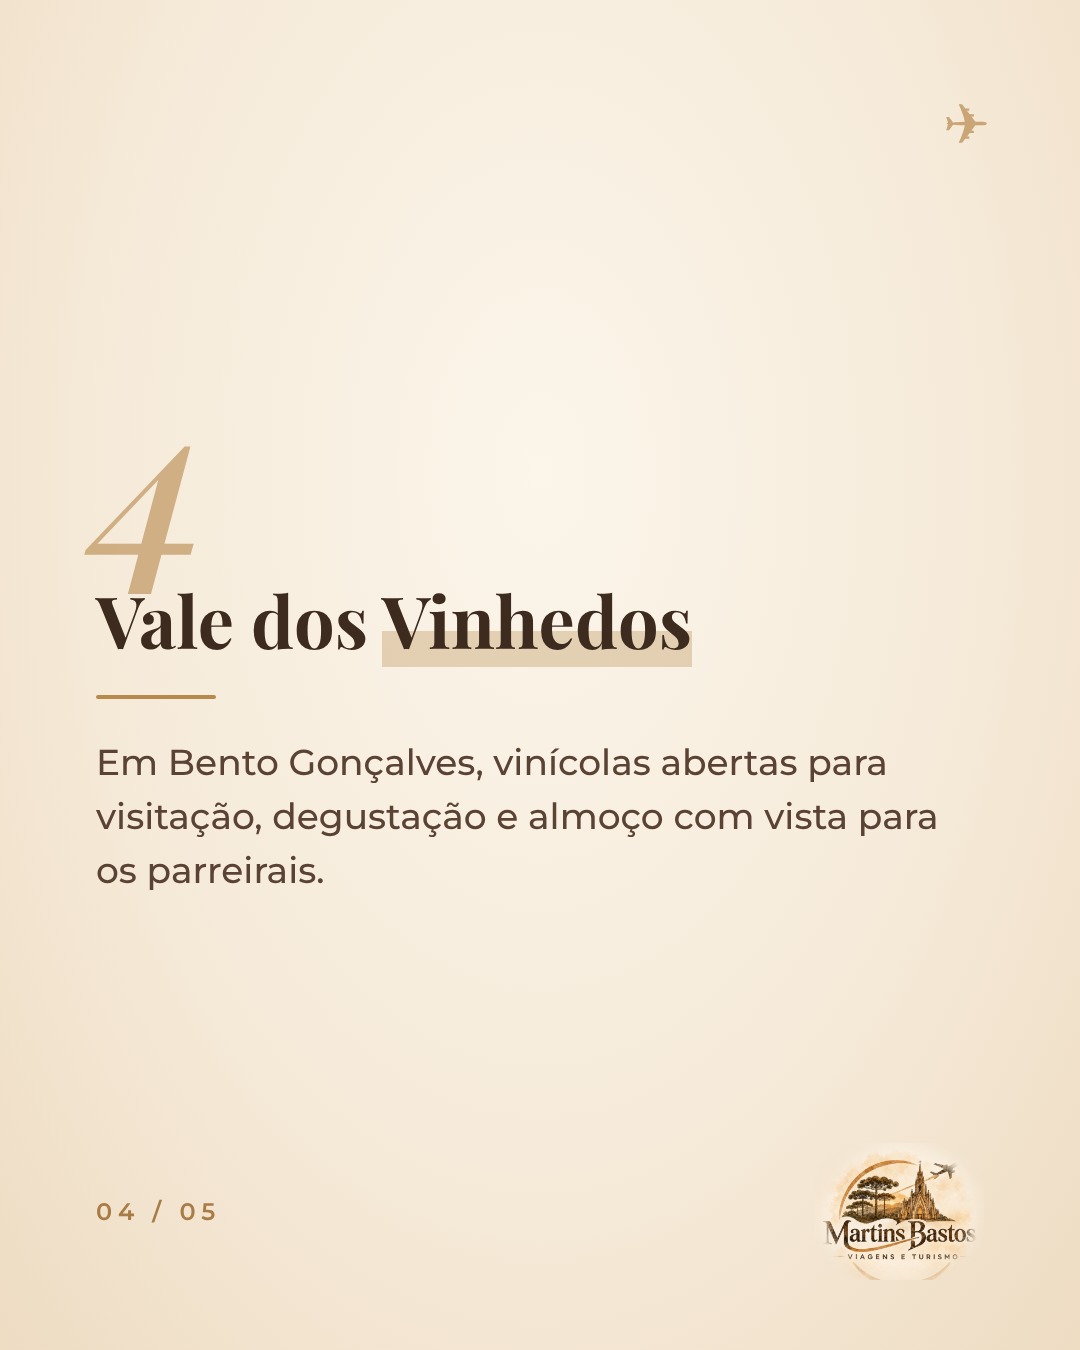 4
Vale dos Vinhedos
Em Bento Gonçalves, vinícolas abertas para
visitação, degustação e almoço com vista para
os parreirais.
04 / 05
Martins Bastos
VIAGENS E TURISMO